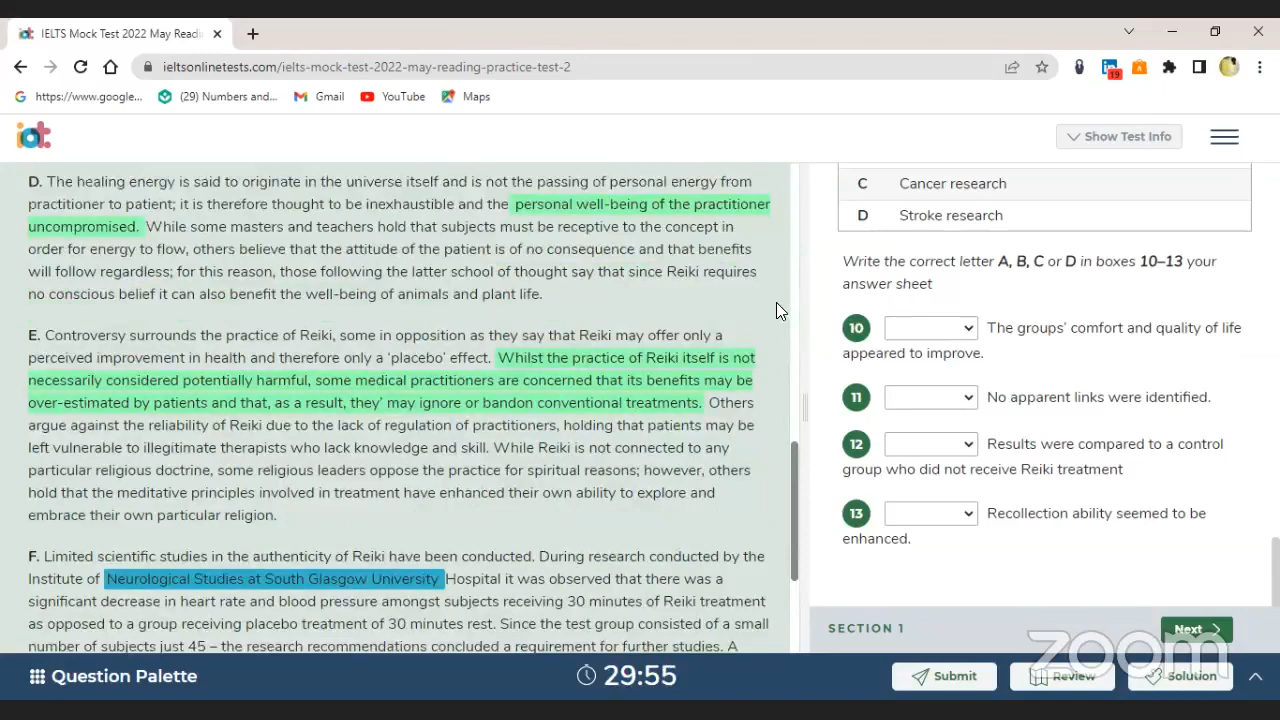 IELTS Mock Test 2022 May Readi
ieltsonlinetests.com/ielts-mock-test-2022-may-reading-practice-test-2
19
https://www.google... (29) Numbers and... Gmail YouTube Maps
iot
Show Test Info
D. The healing energy is said to originate in the universe itself and is not the passing of personal energy from
practitioner to patient; it is therefore thought to be inexhaustible and the personal well-being of the practitioner
uncompromised. While some masters and teachers hold that subjects must be receptive to the concept in
order for energy to flow, others believe that the attitude of the patient is of no consequence and that benefits
will follow regardless; for this reason, those following the latter school of thought say that since Reiki requires
no conscious belief it can also benefit the well-being of animals and plant life.
E. Controversy surrounds the practice of Reiki, some in opposition as they say that Reiki may offer only a
perceived improvement in health and therefore only a ‘placebo’ effect. Whilst the practice of Reiki itself is not
necessarily considered potentially harmful, some medical practitioners are concerned that its benefits may be
over-estimated by patients and that, as a result, they’ may ignore or bandon conventional treatments. Others
argue against the reliability of Reiki due to the lack of regulation of practitioners, holding that patients may be
left vulnerable to illegitimate therapists who lack knowledge and skill. While Reiki is not connected to any
particular religious doctrine, some religious leaders oppose the practice for spiritual reasons; however, others
hold that the meditative principles involved in treatment have enhanced their own ability to explore and
embrace their own particular religion.
F. Limited scientific studies in the authenticity of Reiki have been conducted. During research conducted by the
Institute of Neurological Studies at South Glasgow University Hospital it was observed that there was a
significant decrease in heart rate and blood pressure amongst subjects receiving 30 minutes of Reiki treatment
as opposed to a group receiving placebo treatment of 30 minutes rest. Since the test group consisted of a small
number of subjects just 45 – the research recommendations concluded a requirement for further studies. A
C Cancer research
D Stroke research
Write the correct letter A, B, C or D in boxes 10–13 your
answer sheet
10 The groups’ comfort and quality of life
appeared to improve.
11 No apparent links were identified.
12 Results were compared to a control
group who did not receive Reiki treatment
13 Recollection ability seemed to be
enhanced.
SECTION 1 Next
Question Palette 29:55 Submit Review Solution
zoom